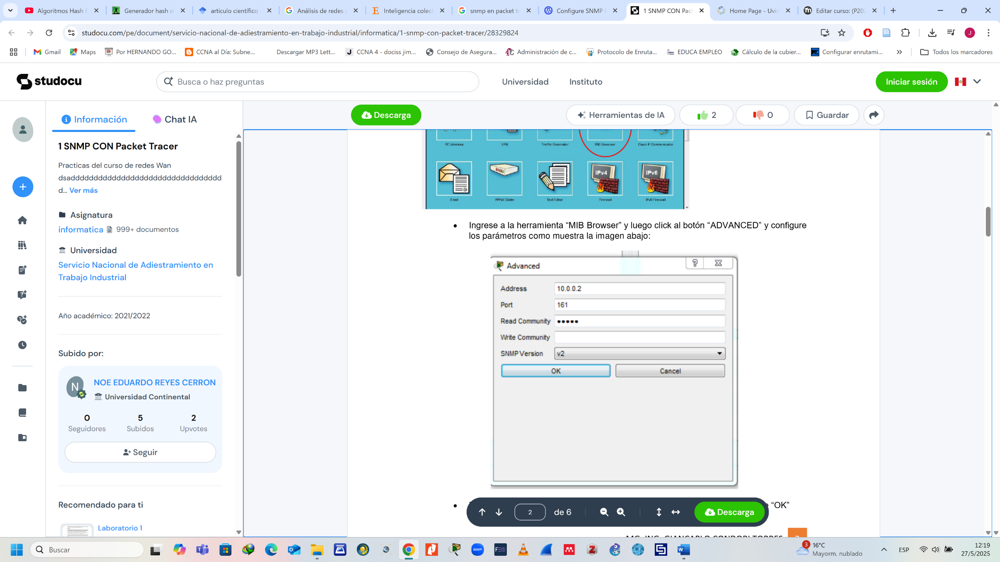 Algoritmos Hash f
Generador hash o
articulo científico
Análisis de redes y
Inteligencia colect
snmp en packet tr
Configure SNMP
1 SNMP CON Pac
Home Page - Uvir
Editar curso: (P202
studocu.com/pe/document/servicio-nacional-de-adiestramiento-en-trabajo-industrial/informatica/1-snmp-con-packet-tracer/28329824
J
Gmail
Maps
Por HERNANDO GO...
CCNA al Día: Subne...
Descargar MP3 Lett...
CCNA 4 - dociss jim...
Consejo de Asegura...
Administración de c...
Protocolo de Enruta...
EDUCA EMPLEO
Cálculo de la cubier...
Configurar enrutami...
Todos los marcadores
studocu
Busca o haz preguntas
Universidad
Instituto
Iniciar sesión
Información
Chat IA
Descarga
Herramientas de IA
2
0
Guardar
1 SNMP CON Packet Tracer
Practicas del curso de redes Wan
dsaddddddddddddddddddddddddddddddddd
d... Ver más
Asignatura
informatica 999+ documentos
Universidad
Servicio Nacional de Adiestramiento en
Trabajo Industrial
Año académico: 2021/2022
Subido por:
N
NOE EDUARDO REYES CERRON
Universidad Continental
0 5 2
Seguidores Subidos Upvotes
Seguir
Recomendado para ti
Laboratorio 1
PC Wireless
VPN
Traffic Generator
MIB Browser
Cisco IP Communicator
IPv4
IPv6
Email
PPPoE Dialer
Text Editor
Firewall
IPv6 Firewall
• Ingrese a la herramienta “MIB Browser” y luego click al botón “ADVANCED” y configure
los parámetros como muestra la imagen abajo:
Advanced
Address 10.0.0.2
Port 161
Read Community •••••
Write Community
SNMP Version v2
OK Cancel
“OK”
2 de 6
Descarga
MG. ING. GIANCARLO CONDORI TORRES
Buscar
zoom
3
16°C
Mayorm. nublado
ESP
12:19
27/5/2025